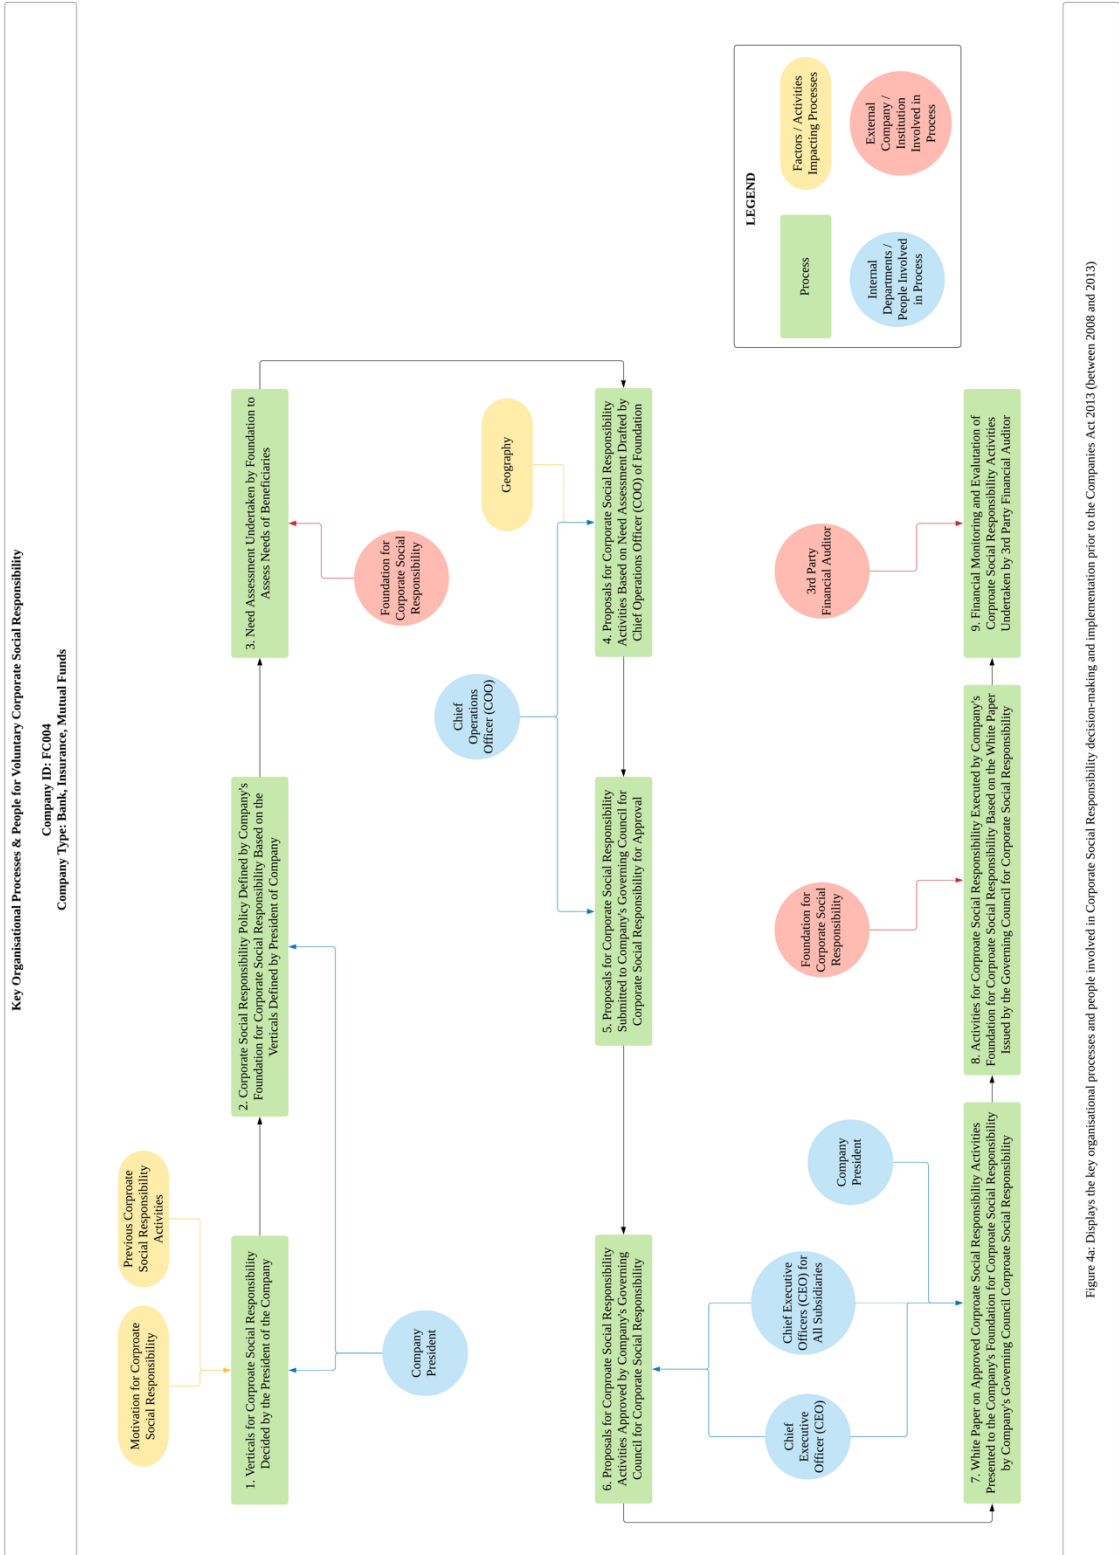 Key Organisational Processes & People for Voluntary Corporate Social Responsibility
Company ID: FC004
Company Type: Bank, Insurance, Mutual Funds
Motivation for Corproate
Social Responsibility
Previous Corproate
Social Responsibility
Activities
1. Verticals for Corproate Social Responsibility
Decided by the President of the Company
2. Corporate Social Responsibility Policy Defined by Company's
Foundation for Corporate Social Responsibility Based on the
Verticals Defined by President of Company
3. Need Assessment Undertaken by Foundation to
Assess Needs of Beneficiaries
Company
President
Foundation for
Corproate Social
Responsibility
Chief
Operations
Officer (COO)
Geography
6. Proposals for Corproate Social Responsibility
Activities Approved by Company's Governing
Council for Corporate Social Responsibility
5. Proposals for Corporate Social Responsibility
Submitted to Company's Governing Council for
Corporate Social Responsibility for Approval
4. Proposals for Corporate Social Responsibility
Activities Based on Need Assessment Drafted by
Chief Operations Officer (COO) of Foundation
Chief
Executive
Officer (CEO)
Chief Executive
Officers (CEO) for
All Subsidiaries
Company
President
Foundation for
Corproate Social
Responsibility
3rd Party
Financial Auditor
7. White Paper on Approved Corproate Social Responsibility Activities
Presented to the Company's Foundation for Corproate Social Responsibility
by Company's Governing Council Corproate Social Responsibility
8. Activities for Corproate Social Responsibility Executed by Company's
Foundation for Corproate Social Responsibility Based on the White Paper
Issued by the Governing Council for Corporate Social Responsibility
9. Financial Monitoring and Evalutation of
Corproate Social Responsibility Activities
Undertaken by 3rd Party Financial Auditor
LEGEND
Process
Factors / Activities
Impacting Processes
Internal
Departments /
People Involved
in Process
External
Company /
Institution
Involved in
Process
Figure 4a: Displays the key organisational processes and people involved in Corporate Social Responsibility decision-making and implementation prior to the Companies Act 2013 (between 2008 and 2013)